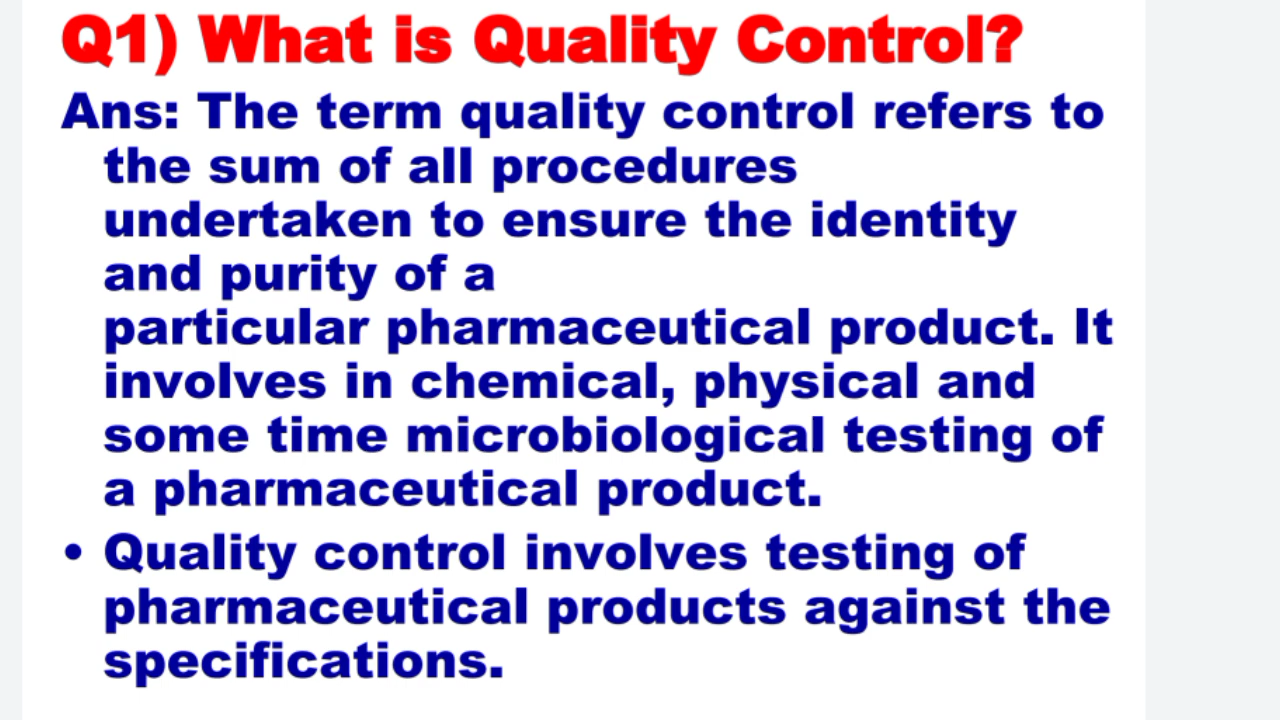 Q1) What is Quality Control?
Ans: The term quality control refers to
the sum of all procedures
undertaken to ensure the identity
and purity of a
particular pharmaceutical product. It
involves in chemical, physical and
some time microbiological testing of
a pharmaceutical product.
• Quality control involves testing of
pharmaceutical products against the
specifications.